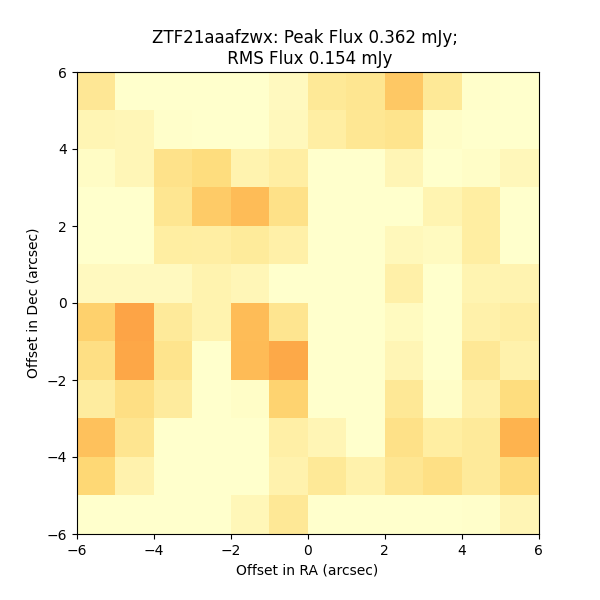 ZTF21aaafzwx: Peak Flux 0.362 mJy;
RMS Flux 0.154 mJy
6
4
2
0
−2
−4
−6
Offset in Dec (arcsec)
−6 −4 −2 0 2 4 6
Offset in RA (arcsec)